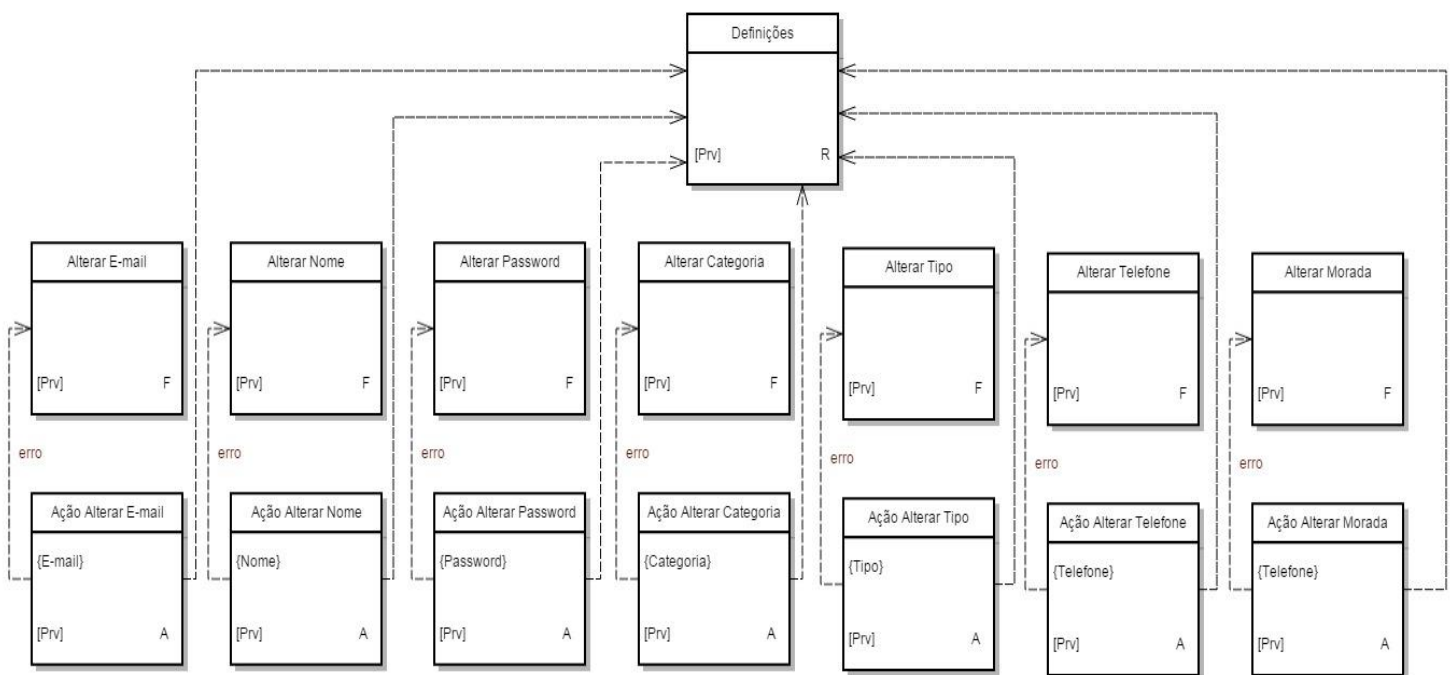 Definições
[Prv] R
Alterar E-mail
Alterar Nome
Alterar Password
Alterar Categoria
Alterar Tipo
Alterar Telefone
Alterar Morada
[Prv] F
[Prv] F
[Prv] F
[Prv] F
[Prv] F
[Prv] F
[Prv] F
erro
erro
erro
erro
erro
erro
erro
Ação Alterar E-mail
Ação Alterar Nome
Ação Alterar Password
Ação Alterar Categoria
Ação Alterar Tipo
Ação Alterar Telefone
Ação Alterar Morada
{E-mail}
{Nome}
{Password}
{Categoria}
{Tipo}
{Telefone}
{Telefone}
[Prv] A
[Prv] A
[Prv] A
[Prv] A
[Prv] A
[Prv] A
[Prv] A